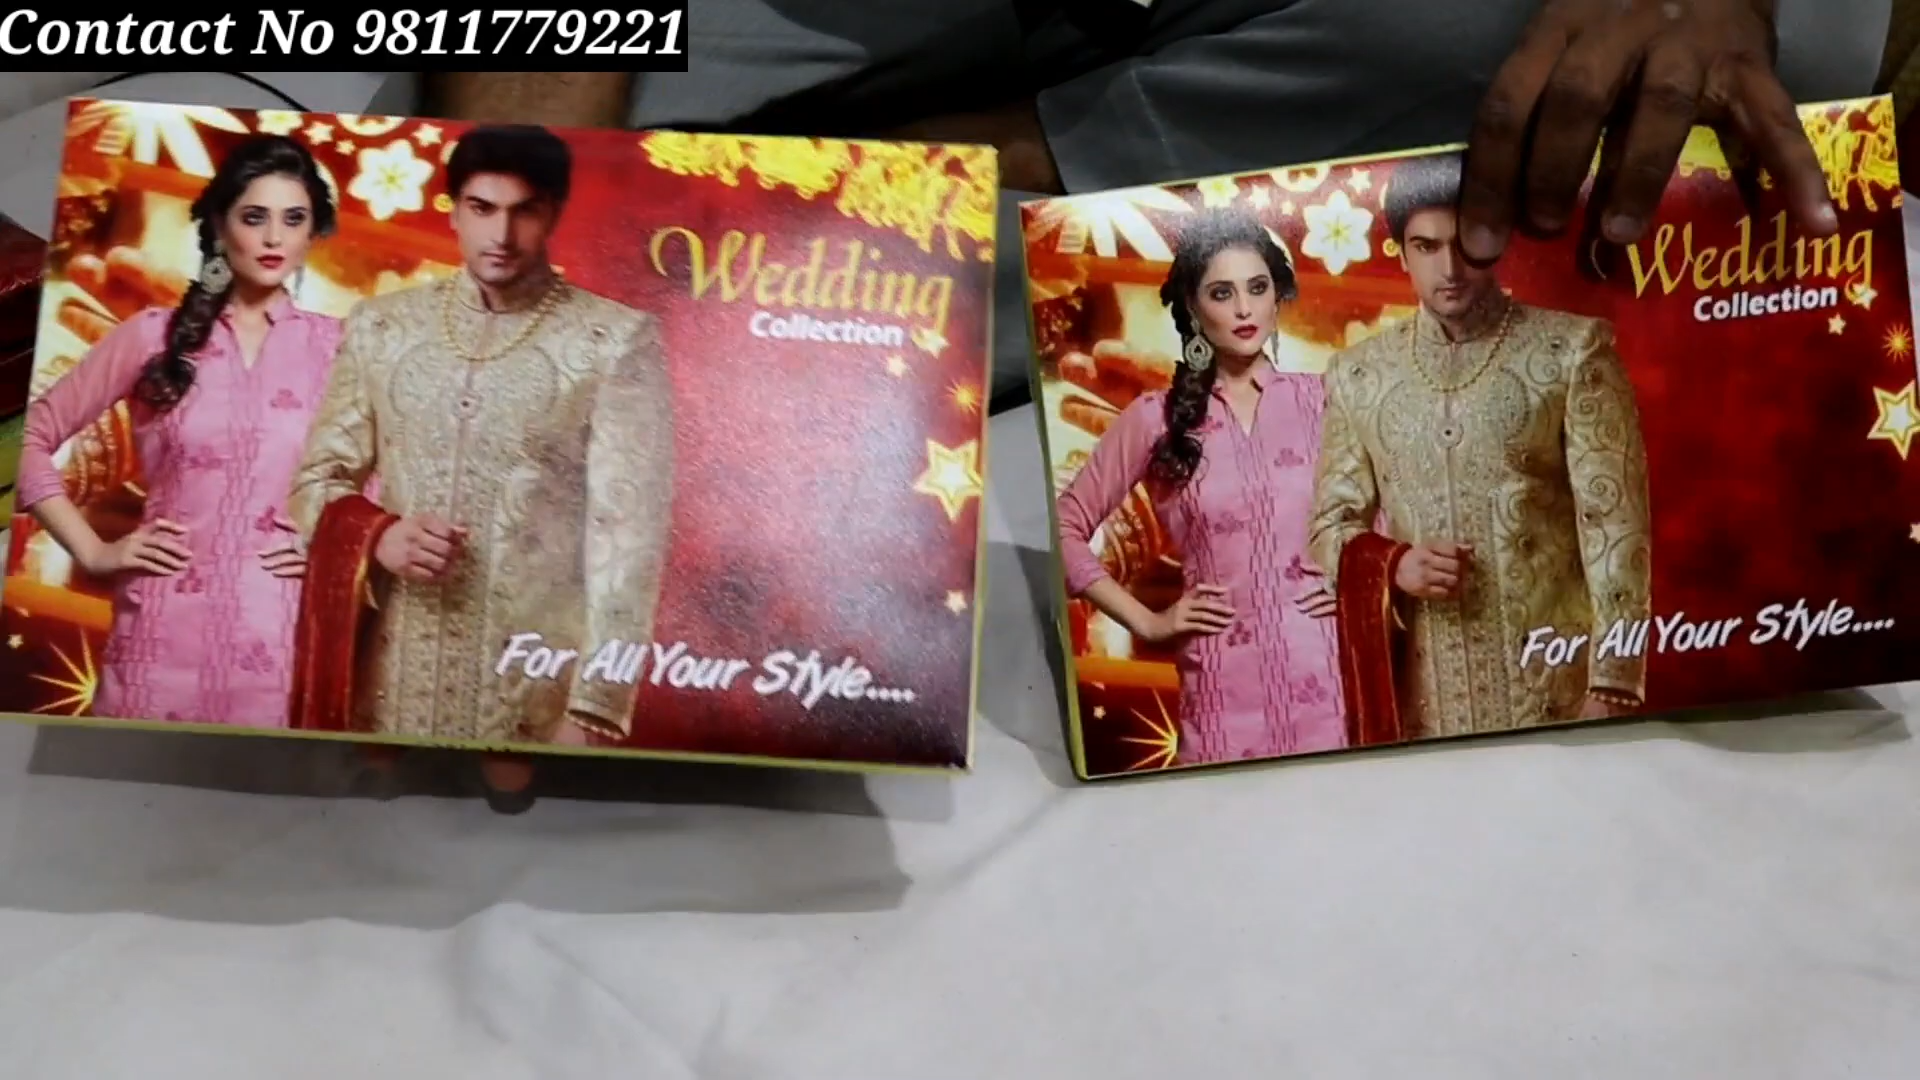 Contact No 9811779221
Wedding
Collection
For All Your Style....
Wedding
Collection
For All Your Style....